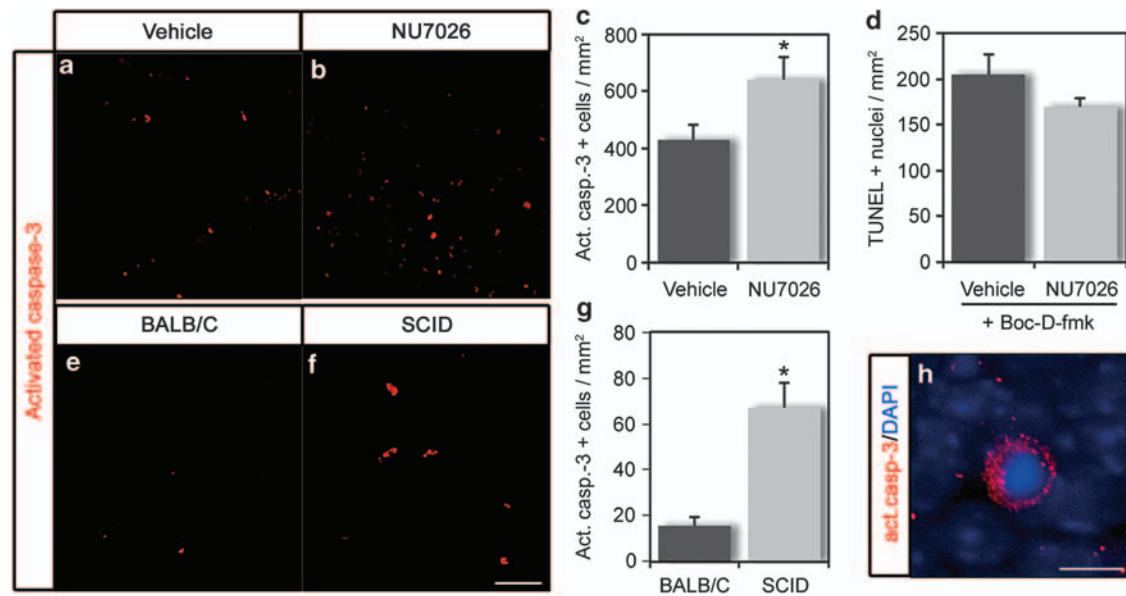 Vehicle
NU7026
Activated caspase-3
a
b
c
Act. casp.-3 + cells / mm²
800
600
400
200
0
*
Vehicle
NU7026
d
TUNEL + nuclei / mm²
250
200
150
100
50
0
Vehicle
NU7026
+ Boc-D-fmk
BALB/C
SCID
e
f
g
Act. casp.-3 + cells / mm²
80
60
40
20
0
*
BALB/C
SCID
act.casp-3/DAPI
h